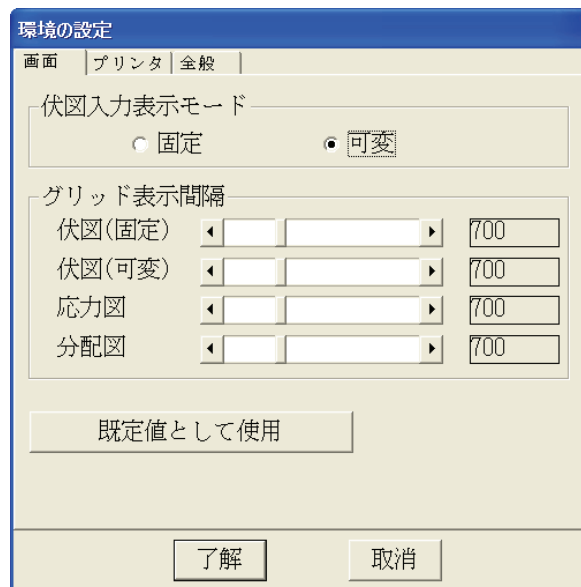 環境の設定
画面 プリンタ 全般
伏図入力表示モード
固定 可変
グリッド表示間隔
伏図(固定) 700
伏図(可変) 700
応力図 700
分配図 700
既定値として使用
了解 取消